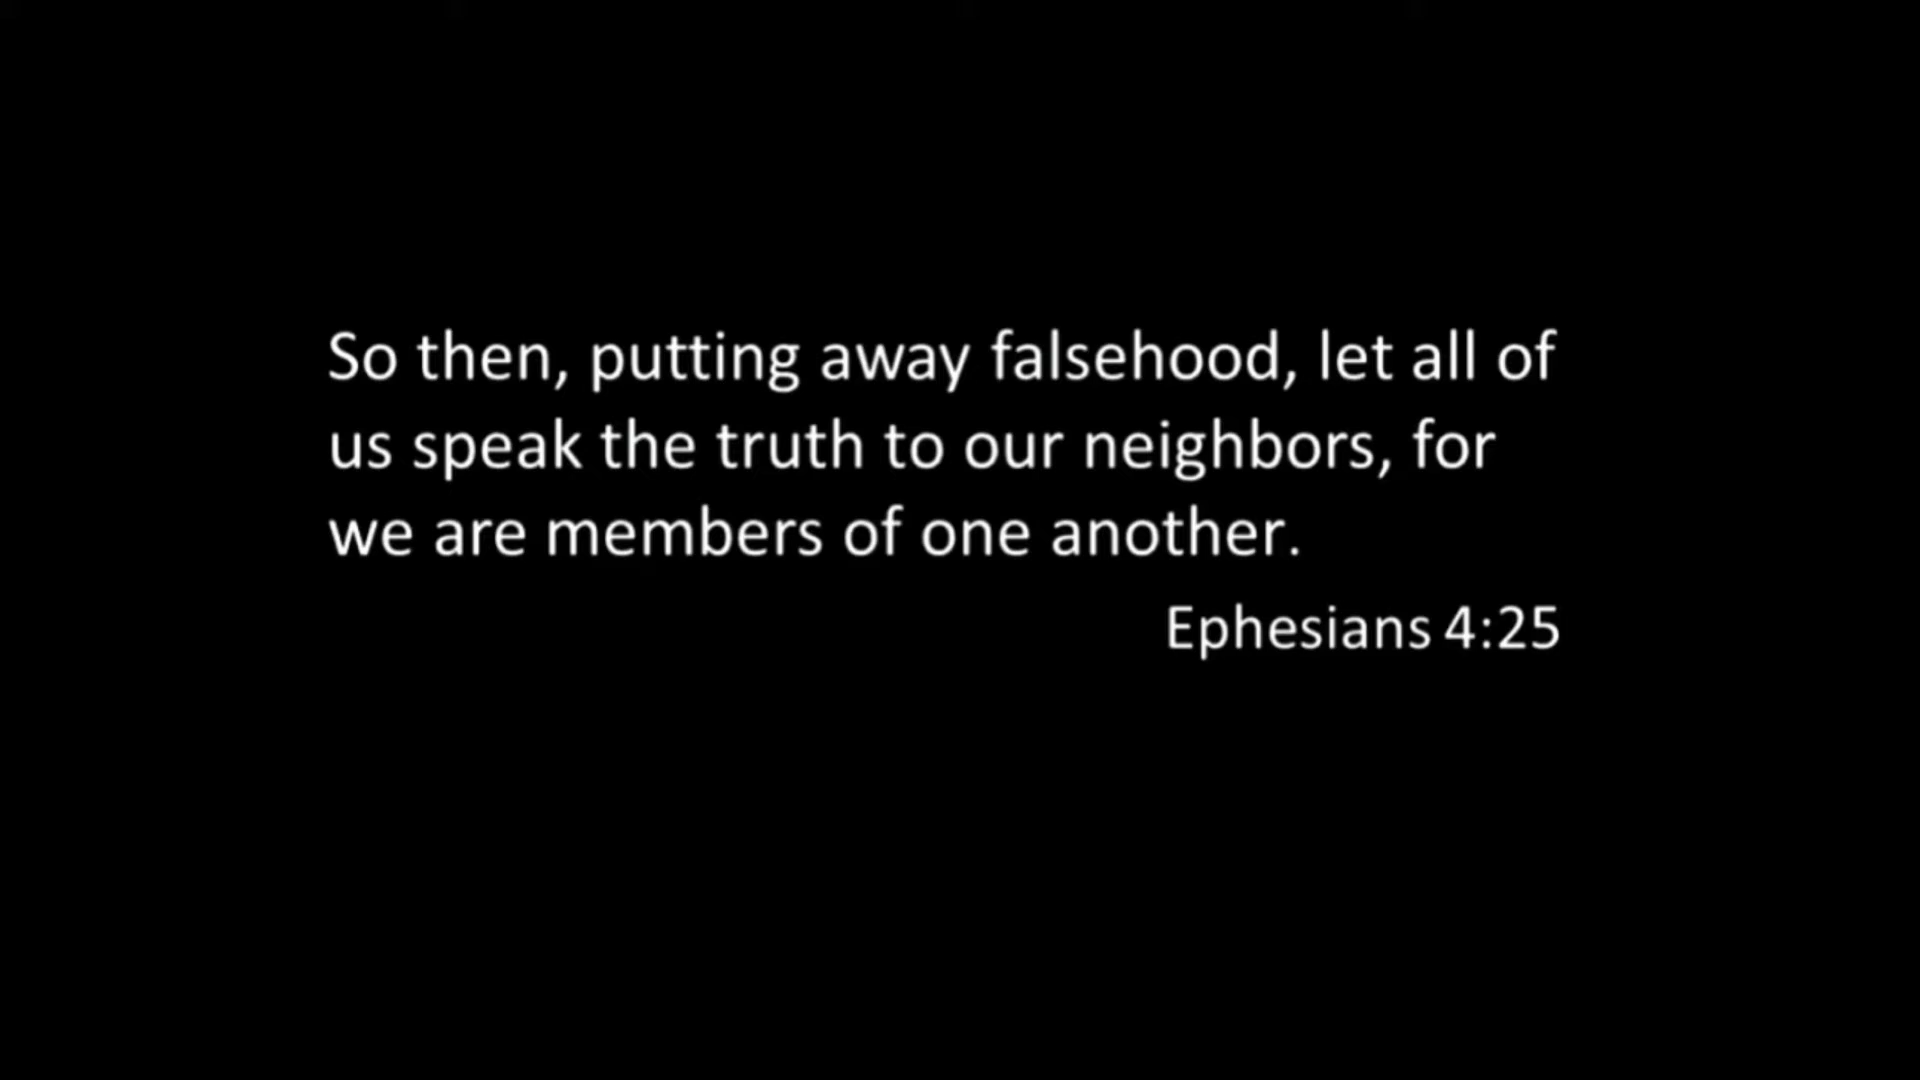 So then, putting away falsehood, let all of
us speak the truth to our neighbors, for
we are members of one another.
Ephesians 4:25